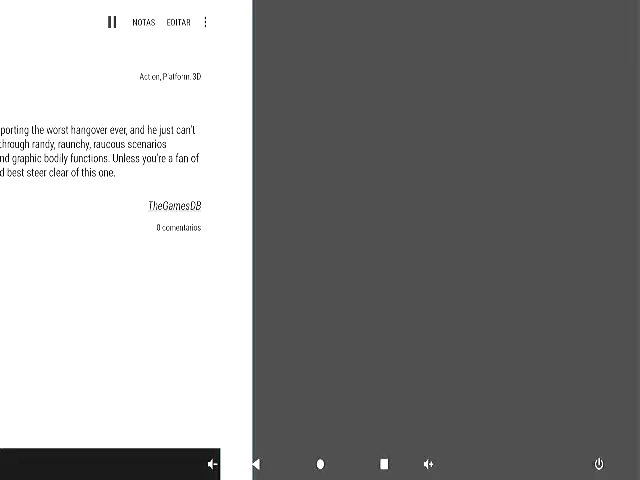 NOTAS EDITAR
Action, Platform, 3D
porting the worst hangover ever, and he just can't
through randy, raunchy, raucous scenarios
nd graphic bodily functions. Unless you're a fan of
d best steer clear of this one.
TheGamesDB
0 comentarios